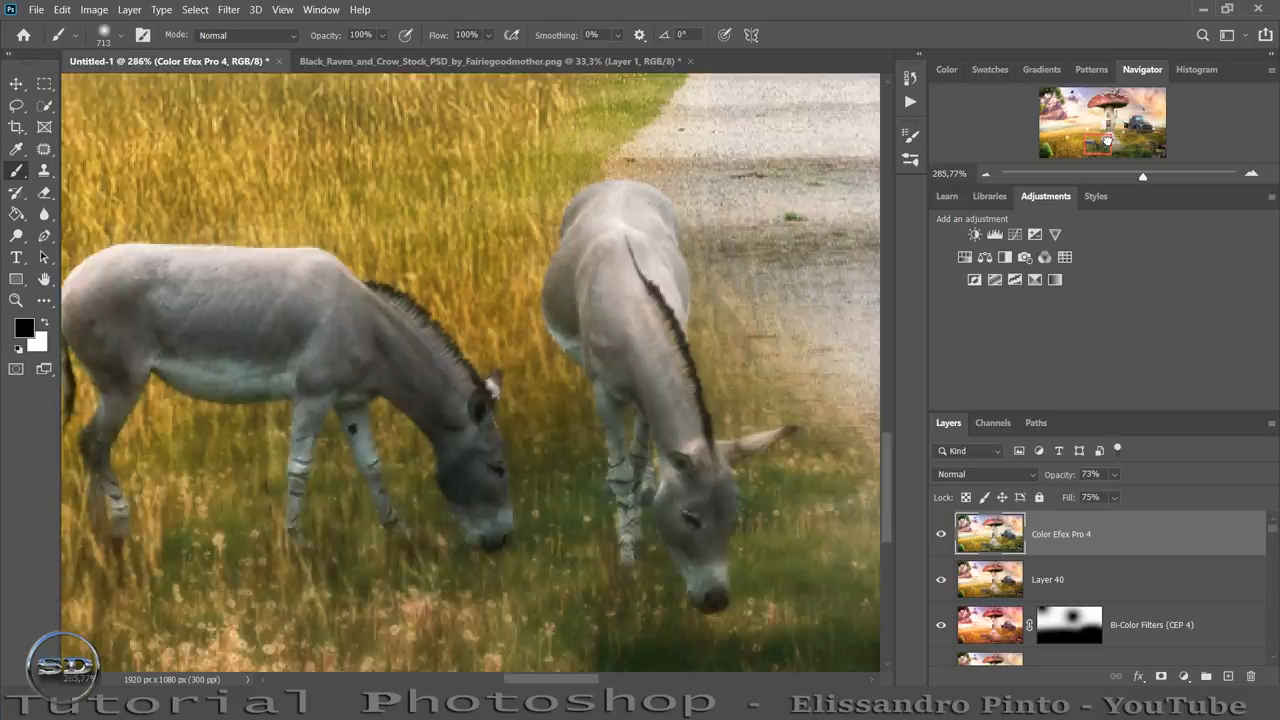 Ps File Edit Image Layer Type Select Filter 3D View Window Help
713 Mode: Normal Opacity: 100% Flow: 100% Smoothing: 0% 0°
Untitled-1 @ 286% (Color Efex Pro 4, RGB/8) * Black_Raven_and_Crow_Stock_PSD_by_Fairiegoodmother.png @ 33,3% (Layer 1, RGB/8) *
Color Swatches Gradients Patterns Navigator Histogram
285,77%
Learn Libraries Adjustments Styles
Add an adjustment
Layers Channels Paths
Kind
Normal Opacity: 73%
Lock: Fill: 75%
Color Efex Pro 4
Layer 40
Bi-Color Filters (CEP 4)
SD
285,77% 1920 px x 1080 px (300 ppi)
Tutorial Photoshop - Elissandro Pinto - YouTube